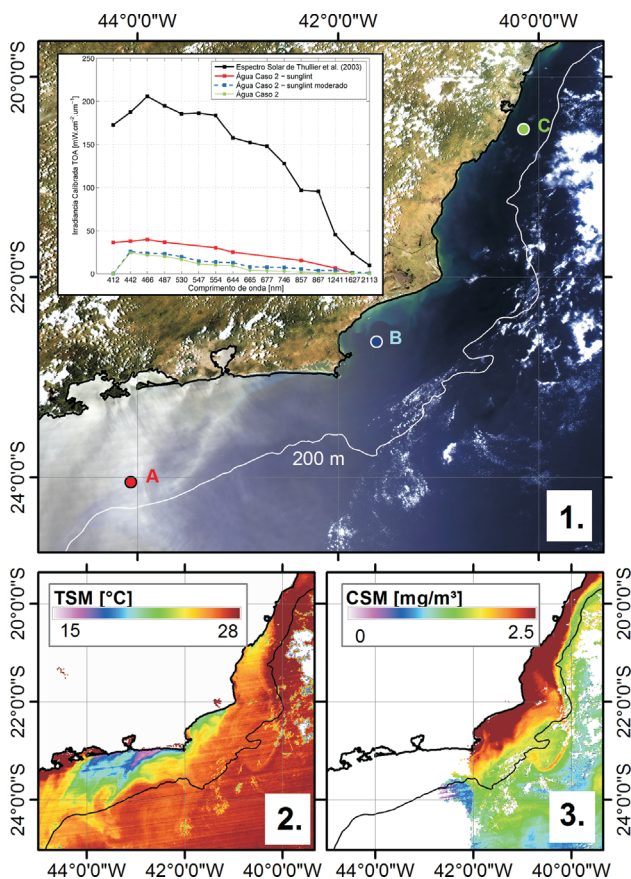 44°0'0"W 42°0'0"W 40°0'0"W
20°0'0"S
22°0'0"S
24°0'0"S
Irradiancia Calibrada TOA [mW.cm⁻².um⁻¹]
250
200
150
100
50
0
Espectro Solar de Thullier et al. (2003)
Água Caso 2 - sunglint
Água Caso 2 - sunglint moderado
Água Caso 2
412 442 466 487 530 547 554 644 665 677 746 857 867 1241 1627 2113
Comprimento de onda [nm]
C
B
A
200 m
1.
20°0'0"S
22°0'0"S
24°0'0"S
TSM [°C]
15 28
2.
44°0'0"W 42°0'0"W 40°0'0"W
CSM [mg/m³]
0 2.5
3.
20°0'0"S
22°0'0"S
24°0'0"S
44°0'0"W 42°0'0"W 40°0'0"W